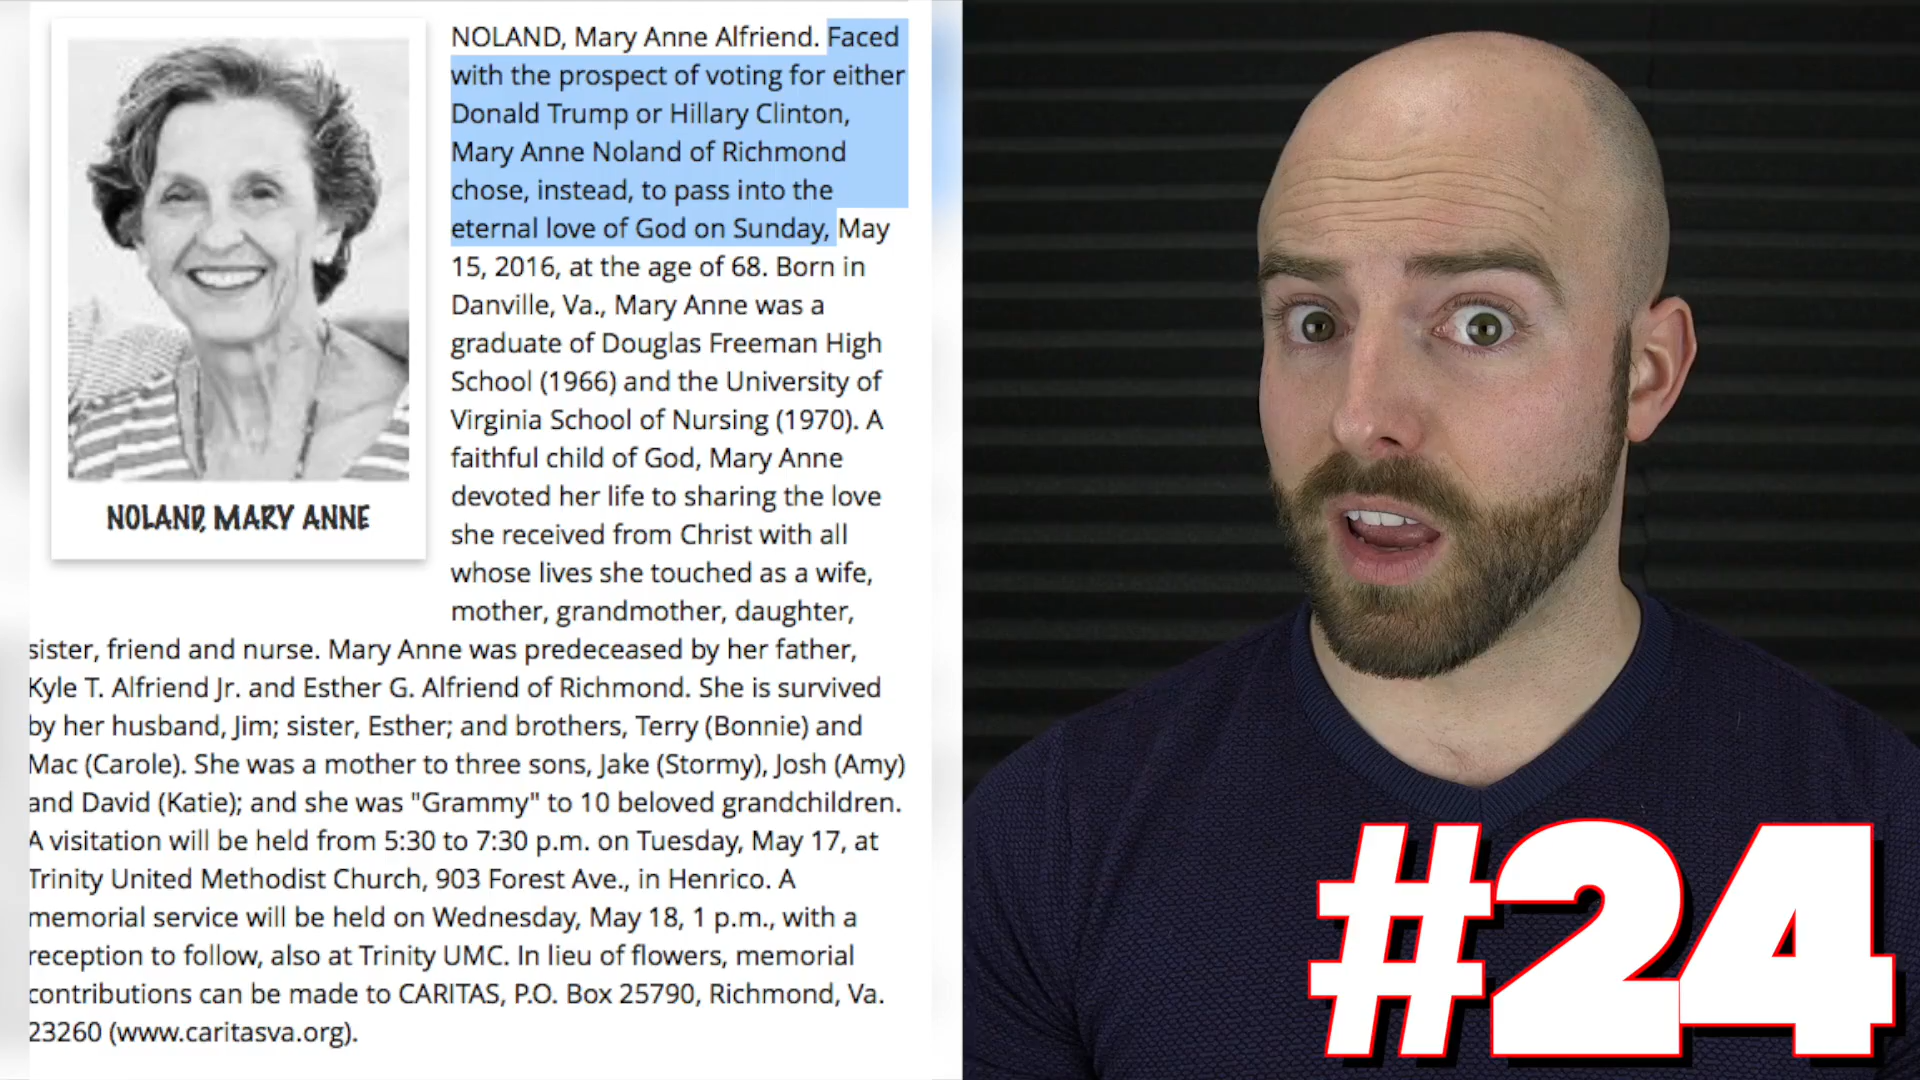 NOLAND, MARY ANNE
NOLAND, Mary Anne Alfriend. Faced
with the prospect of voting for either
Donald Trump or Hillary Clinton,
Mary Anne Noland of Richmond
chose, instead, to pass into the
eternal love of God on Sunday, May
15, 2016, at the age of 68. Born in
Danville, Va., Mary Anne was a
graduate of Douglas Freeman High
School (1966) and the University of
Virginia School of Nursing (1970). A
faithful child of God, Mary Anne
devoted her life to sharing the love
she received from Christ with all
whose lives she touched as a wife,
mother, grandmother, daughter,
sister, friend and nurse. Mary Anne was predeceased by her father,
Kyle T. Alfriend Jr. and Esther G. Alfriend of Richmond. She is survived
by her husband, Jim; sister, Esther; and brothers, Terry (Bonnie) and
Mac (Carole). She was a mother to three sons, Jake (Stormy), Josh (Amy)
and David (Katie); and she was "Grammy" to 10 beloved grandchildren.
A visitation will be held from 5:30 to 7:30 p.m. on Tuesday, May 17, at
Trinity United Methodist Church, 903 Forest Ave., in Henrico. A
memorial service will be held on Wednesday, May 18, 1 p.m., with a
reception to follow, also at Trinity UMC. In lieu of flowers, memorial
contributions can be made to CARITAS, P.O. Box 25790, Richmond, Va.
23260 (www.caritasva.org).
#24